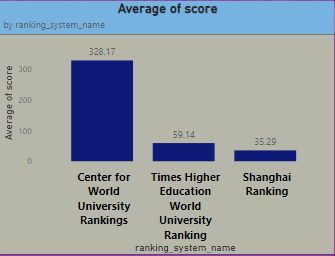 Average of score
by ranking_system_name
Average of score
300
200
100
0
328.17
59.14
35.29
Center for
World
University
Rankings
Times Higher
Education
World
University
Ranking
Shanghai
Ranking
ranking_system_name